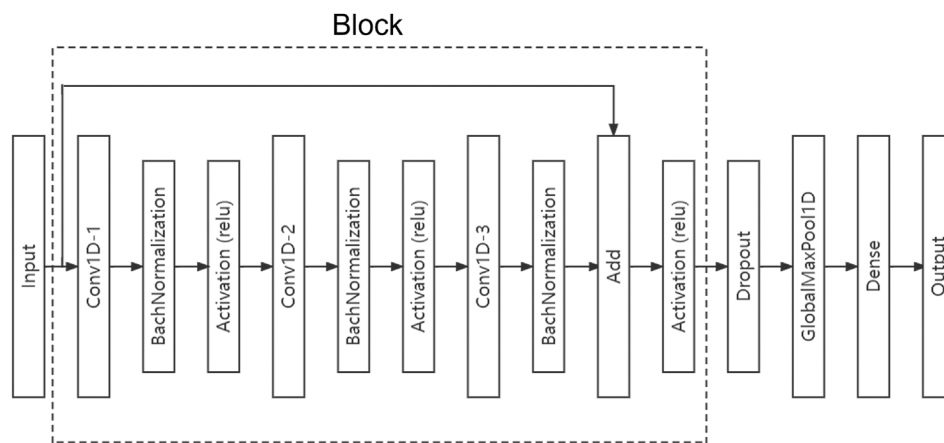 Block
Input
Conv1D-1
BachNormalization
Activation (relu)
Conv1D-2
BachNormalization
Activation (relu)
Conv1D-3
BachNormalization
Add
Activation (relu)
Dropout
GlobalMaxPool1D
Dense
Output